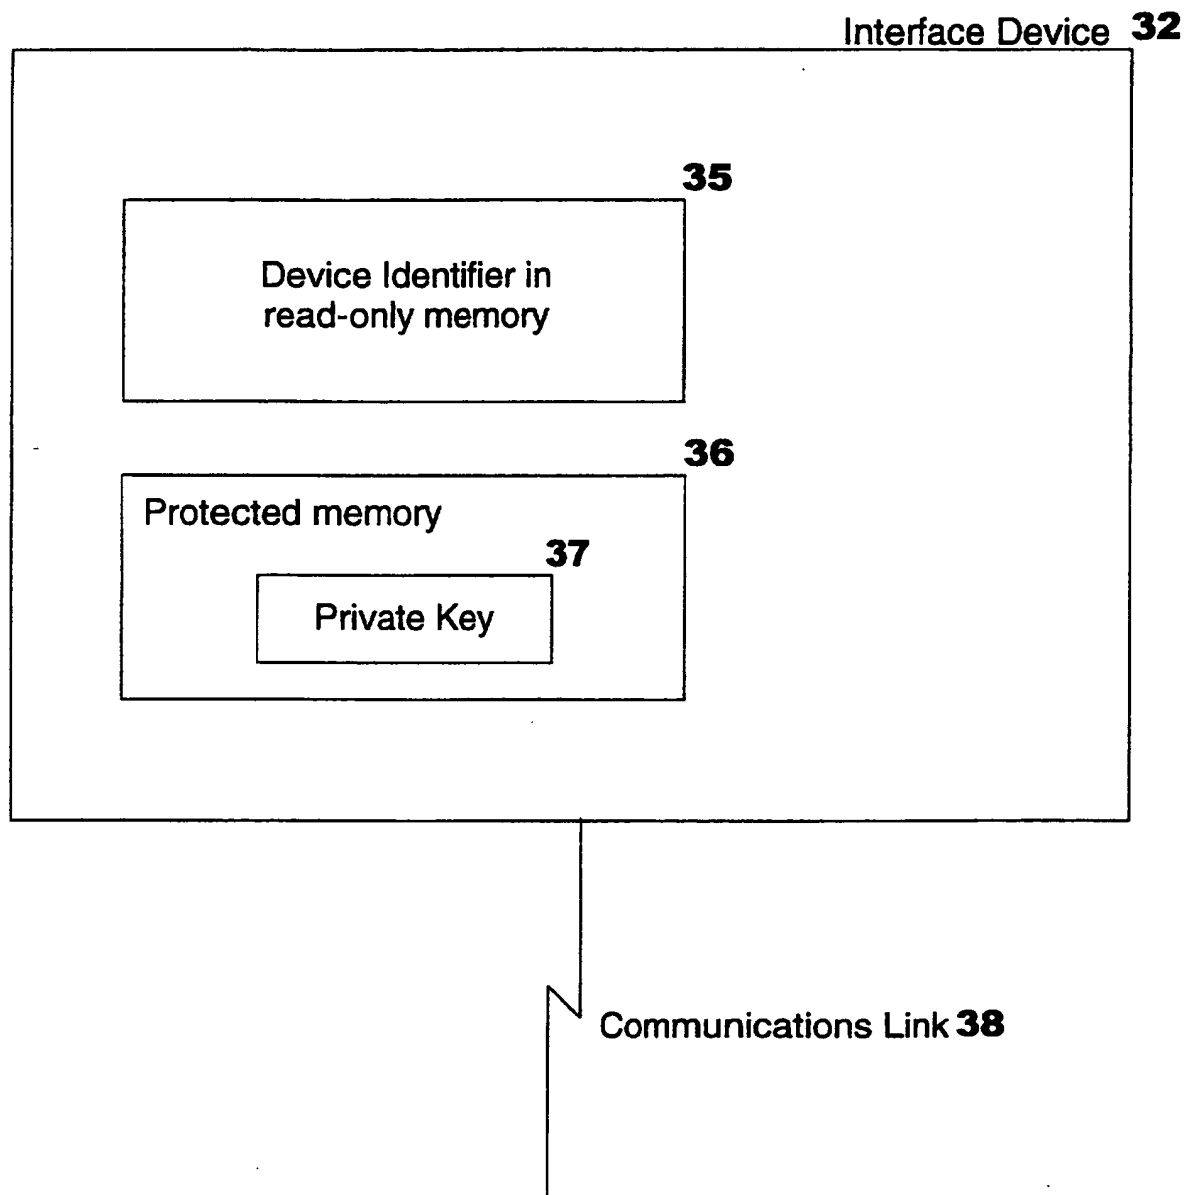 Interface Device 32
35
Device Identifier in
read-only memory
36
Protected memory
37
Private Key
Communications Link 38